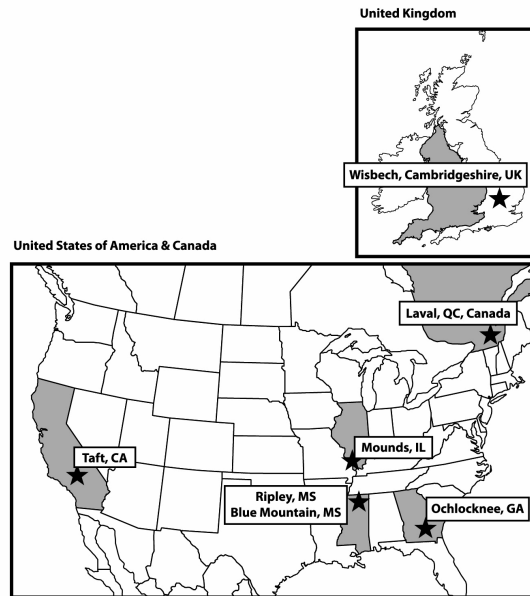 United Kingdom
Wisbech, Cambridgeshire, UK
United States of America & Canada
Laval, QC, Canada
Taft, CA
Mounds, IL
Ripley, MS
Blue Mountain, MS
Ochlocknee, GA